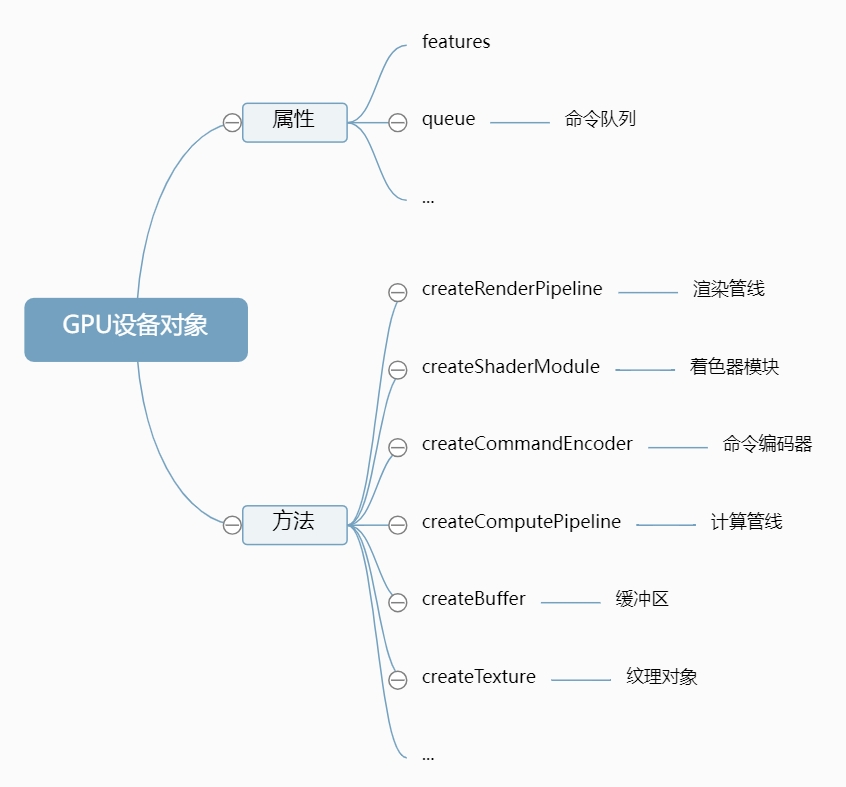 GPU设备对象
属性
features
queue
命令队列
...
方法
createRenderPipeline
渲染管线
createShaderModule
着色器模块
createCommandEncoder
命令编码器
createComputePipeline
计算管线
createBuffer
缓冲区
createTexture
纹理对象
...